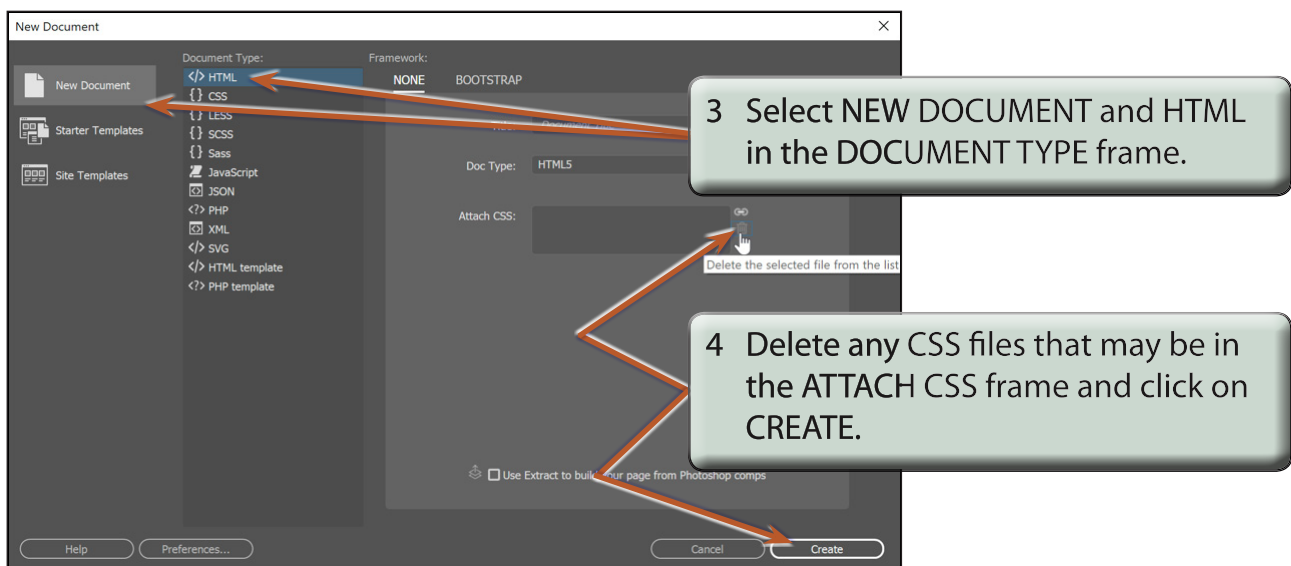 New Document
Document Type:
Framework:
New Document
Starter Templates
Site Templates
</> HTML
{} CSS
{} LESS
{} SCSS
{} Sass
JavaScript
JSON
<?> PHP
XML
</> SVG
</> HTML template
<?> PHP template
NONE BOOTSTRAP
Doc Type: HTML5
Attach CSS:
Delete the selected file from the list
Use Extract to build your page from Photoshop comps
3 Select NEW DOCUMENT and HTML
in the DOCUMENT TYPE frame.
4 Delete any CSS files that may be in
the ATTACH CSS frame and click on
CREATE.
Help Preferences... Cancel Create